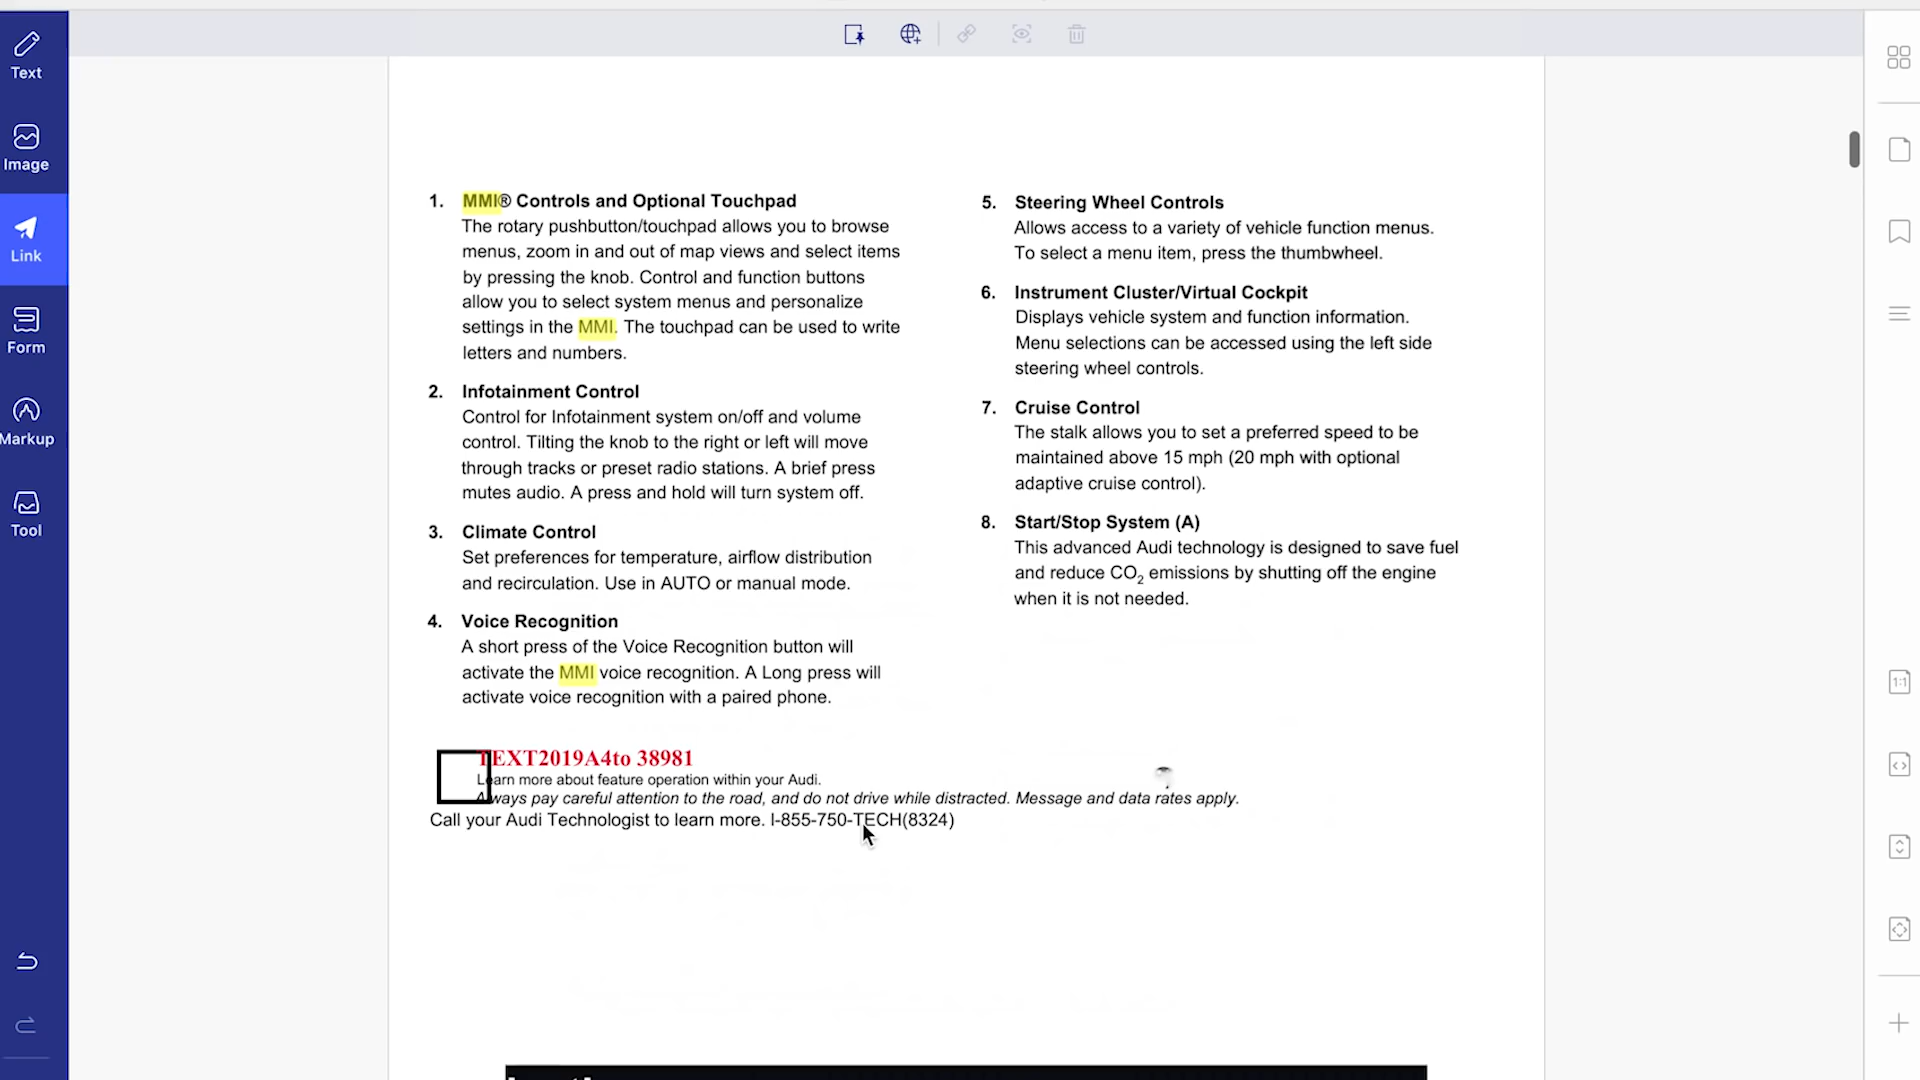 Text
Image
Link
Form
Markup
Tool
1. MMI® Controls and Optional Touchpad
The rotary pushbutton/touchpad allows you to browse
menus, zoom in and out of map views and select items
by pressing the knob. Control and function buttons
allow you to select system menus and personalize
settings in the MMI. The touchpad can be used to write
letters and numbers.
2. Infotainment Control
Control for Infotainment system on/off and volume
control. Tilting the knob to the right or left will move
through tracks or preset radio stations. A brief press
mutes audio. A press and hold will turn system off.
3. Climate Control
Set preferences for temperature, airflow distribution
and recirculation. Use in AUTO or manual mode.
4. Voice Recognition
A short press of the Voice Recognition button will
activate the MMI voice recognition. A Long press will
activate voice recognition with a paired phone.
5. Steering Wheel Controls
Allows access to a variety of vehicle function menus.
To select a menu item, press the thumbwheel.
6. Instrument Cluster/Virtual Cockpit
Displays vehicle system and function information.
Menu selections can be accessed using the left side
steering wheel controls.
7. Cruise Control
The stalk allows you to set a preferred speed to be
maintained above 15 mph (20 mph with optional
adaptive cruise control).
8. Start/Stop System (A)
This advanced Audi technology is designed to save fuel
and reduce CO2 emissions by shutting off the engine
when it is not needed.
TEXT2019A4to 38981
Learn more about feature operation within your Audi.
Always pay careful attention to the road, and do not drive while distracted. Message and data rates apply.
Call your Audi Technologist to learn more. I-855-750-TECH(8324)
1:1